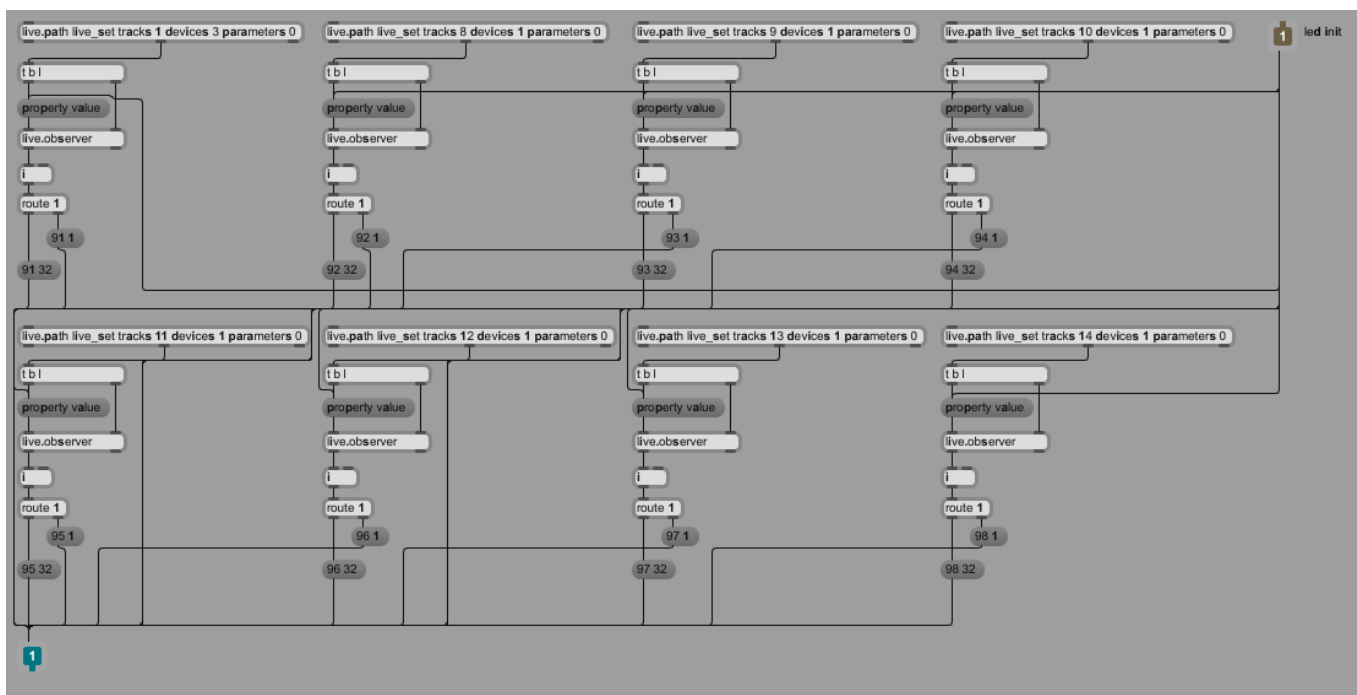 live.path live_set tracks 1 devices 3 parameters 0
live.path live_set tracks 8 devices 1 parameters 0
live.path live_set tracks 9 devices 1 parameters 0
live.path live_set tracks 10 devices 1 parameters 0
1
led init
t b l
t b l
t b l
t b l
property value
property value
property value
property value
live.observer
live.observer
live.observer
live.observer
i
i
i
i
route 1
route 1
route 1
route 1
91 1
92 1
93 1
94 1
91 32
92 32
93 32
94 32
live.path live_set tracks 11 devices 1 parameters 0
live.path live_set tracks 12 devices 1 parameters 0
live.path live_set tracks 13 devices 1 parameters 0
live.path live_set tracks 14 devices 1 parameters 0
t b l
t b l
t b l
t b l
property value
property value
property value
property value
live.observer
live.observer
live.observer
live.observer
i
i
i
i
route 1
route 1
route 1
route 1
95 1
96 1
97 1
98 1
95 32
96 32
97 32
98 32
1